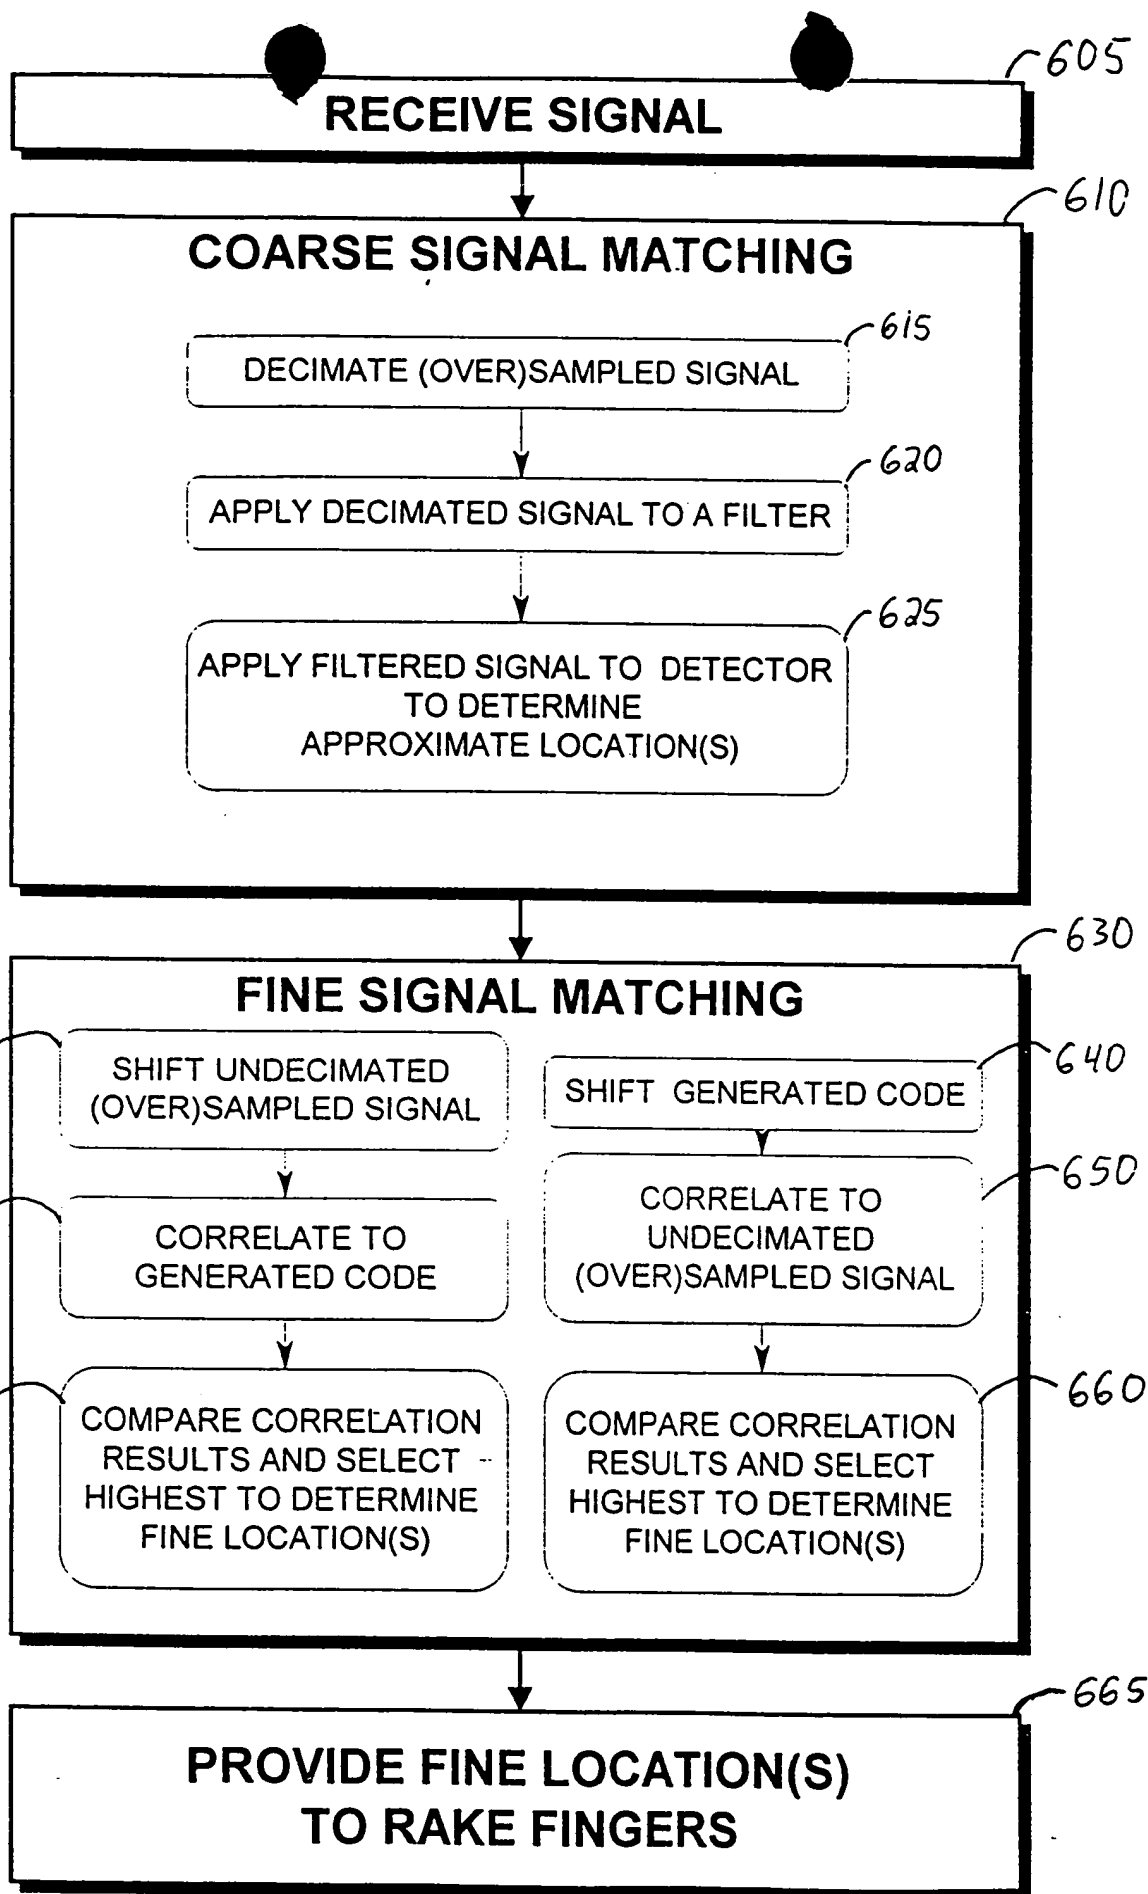 605
RECEIVE SIGNAL
610
COARSE SIGNAL MATCHING
615
DECIMATE (OVER)SAMPLED SIGNAL
620
APPLY DECIMATED SIGNAL TO A FILTER
625
APPLY FILTERED SIGNAL TO DETECTOR
TO DETERMINE
APPROXIMATE LOCATION(S)
630
FINE SIGNAL MATCHING
SHIFT UNDECIMATED
(OVER)SAMPLED SIGNAL
CORRELATE TO
GENERATED CODE
COMPARE CORRELATION
RESULTS AND SELECT
HIGHEST TO DETERMINE
FINE LOCATION(S)
640
SHIFT GENERATED CODE
650
CORRELATE TO
UNDECIMATED
(OVER)SAMPLED SIGNAL
660
COMPARE CORRELATION
RESULTS AND SELECT
HIGHEST TO DETERMINE
FINE LOCATION(S)
665
PROVIDE FINE LOCATION(S)
TO RAKE FINGERS